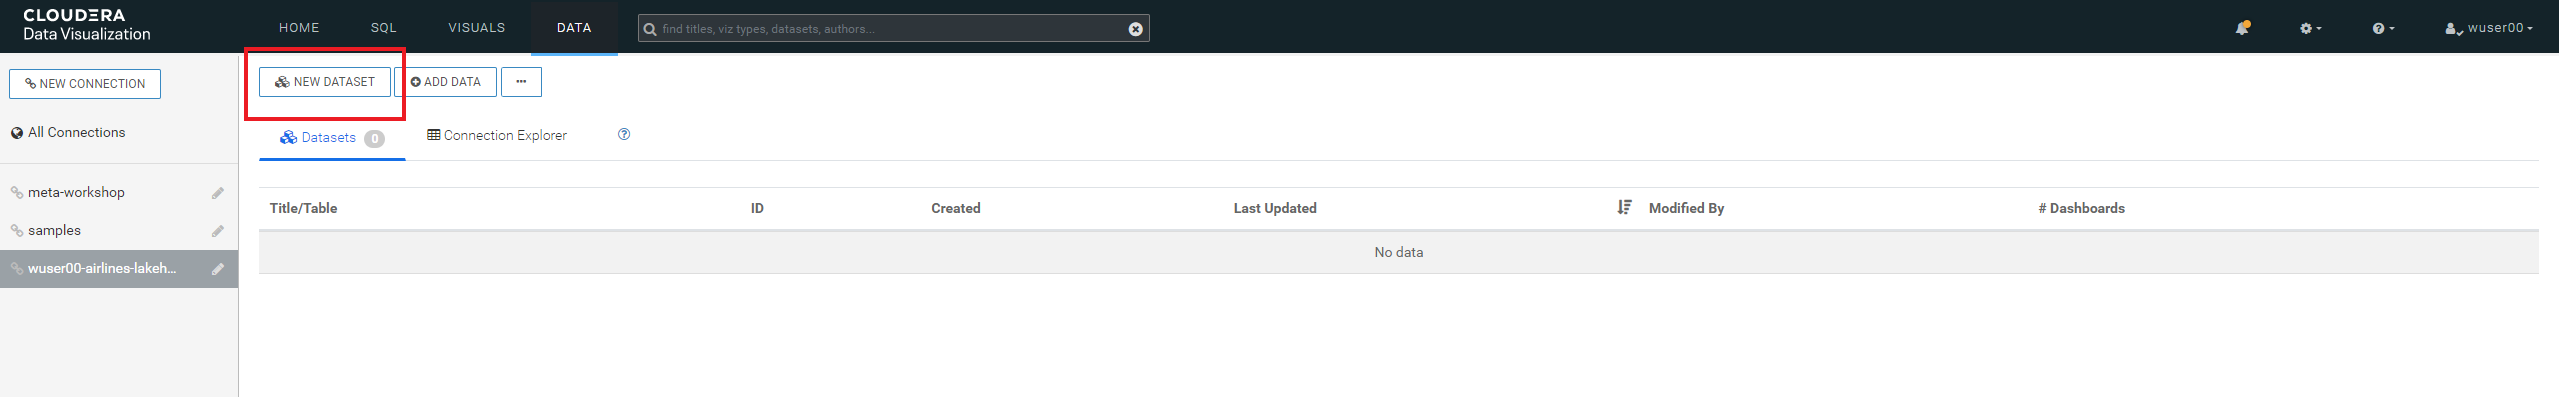 CLOUDERA
Data Visualization
HOME SQL VISUALS DATA
find titles, viz types, datasets, authors...
wuser00
NEW CONNECTION
All Connections
meta-workshop
samples
wuser00-airlines-lakeh...
NEW DATASET ADD DATA ...
Datasets 0 Connection Explorer ?
Title/Table ID Created Last Updated Modified By # Dashboards
No data